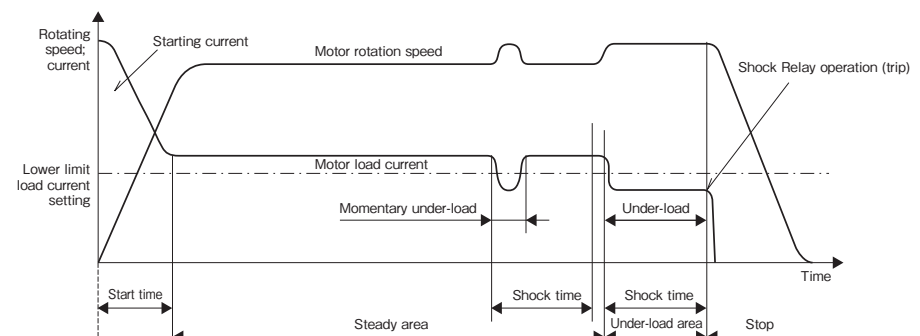 Rotating
speed;
current
Starting current
Motor rotation speed
Shock Relay operation (trip)
Lower limit
load current
setting
Motor load current
Momentary under-load
Under-load
Time
Start time
Shock time
Shock time
Steady area
Under-load area
Stop